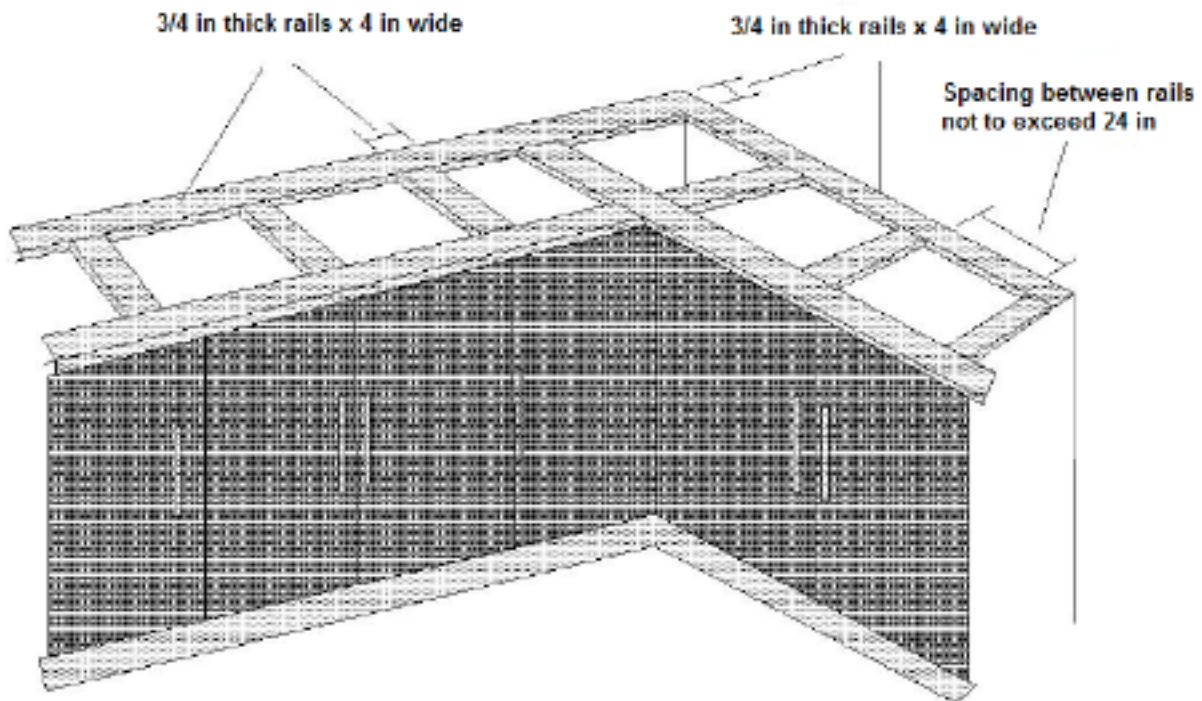 3/4 in thick rails x 4 in wide
3/4 in thick rails x 4 in wide
Spacing between rails
not to exceed 24 in